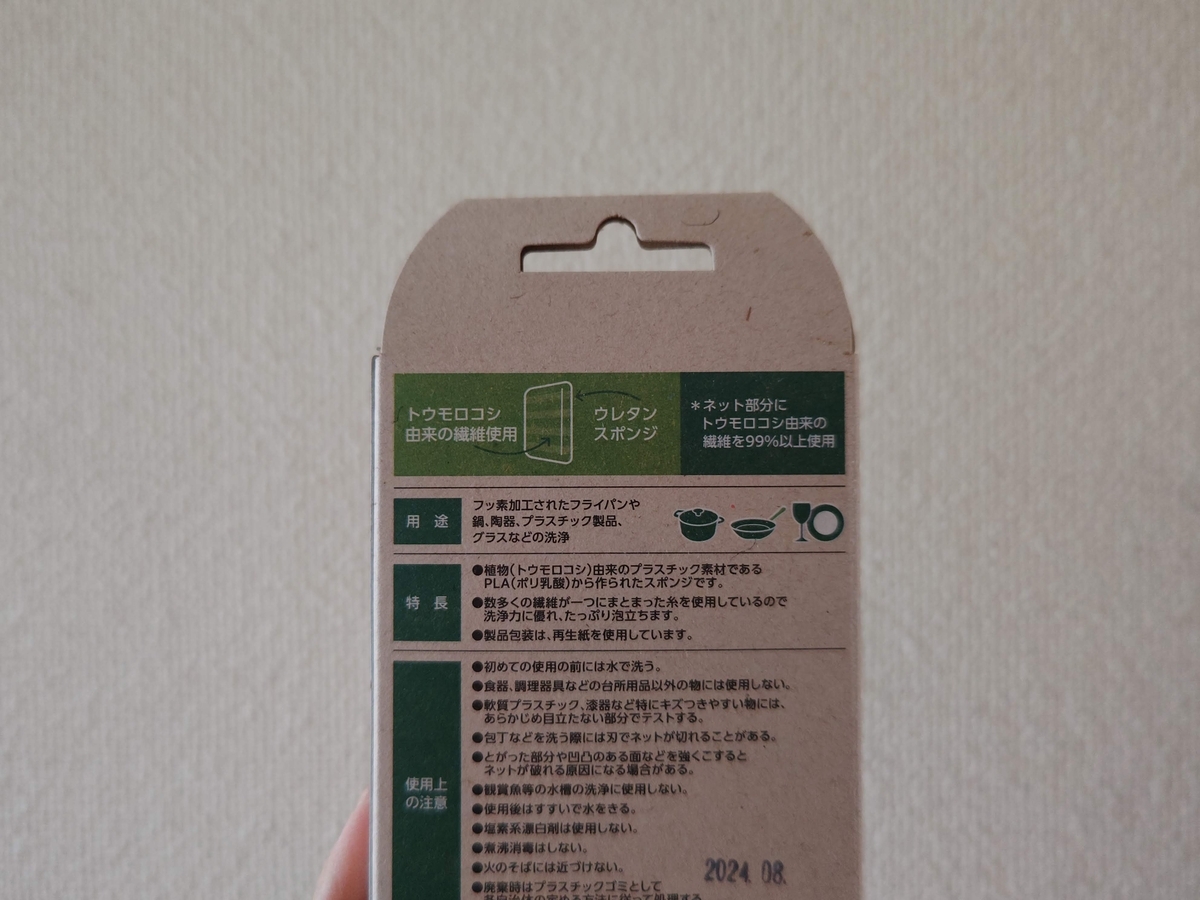 トウモロコシ
由来の繊維使用
ウレタン
スポンジ
＊ネット部分に
トウモロコシ由来の
繊維を99%以上使用
用　途
フッ素加工されたフライパンや
鍋、陶器、プラスチック製品、
グラスなどの洗浄
特　長
●植物(トウモロコシ)由来のプラスチック素材である
PLA(ポリ乳酸)から作られたスポンジです。
●数多くの繊維が一つにまとまった糸を使用しているので
洗浄力に優れ、たっぷり泡立ちます。
●製品包装は、再生紙を使用しています。
使用上
の注意
●初めての使用の前には水で洗う。
●食器、調理器具などの台所用品以外の物には使用しない。
●軟質プラスチック、漆器など特にキズつきやすい物には、
あらかじめ目立たない部分でテストする。
●包丁などを洗う際には刃でネットが切れることがある。
●とがった部分や凹凸のある面などを強くこすると
ネットが破れる原因になる場合がある。
●観賞魚等の水槽の洗浄に使用しない。
●使用後はすすいで水をきる。
●塩素系漂白剤は使用しない。
●煮沸消毒はしない。
●火のそばには近づけない。
●廃棄時はプラスチックゴミとして
各自治体の定める方法に従って処理する
2024. 08.